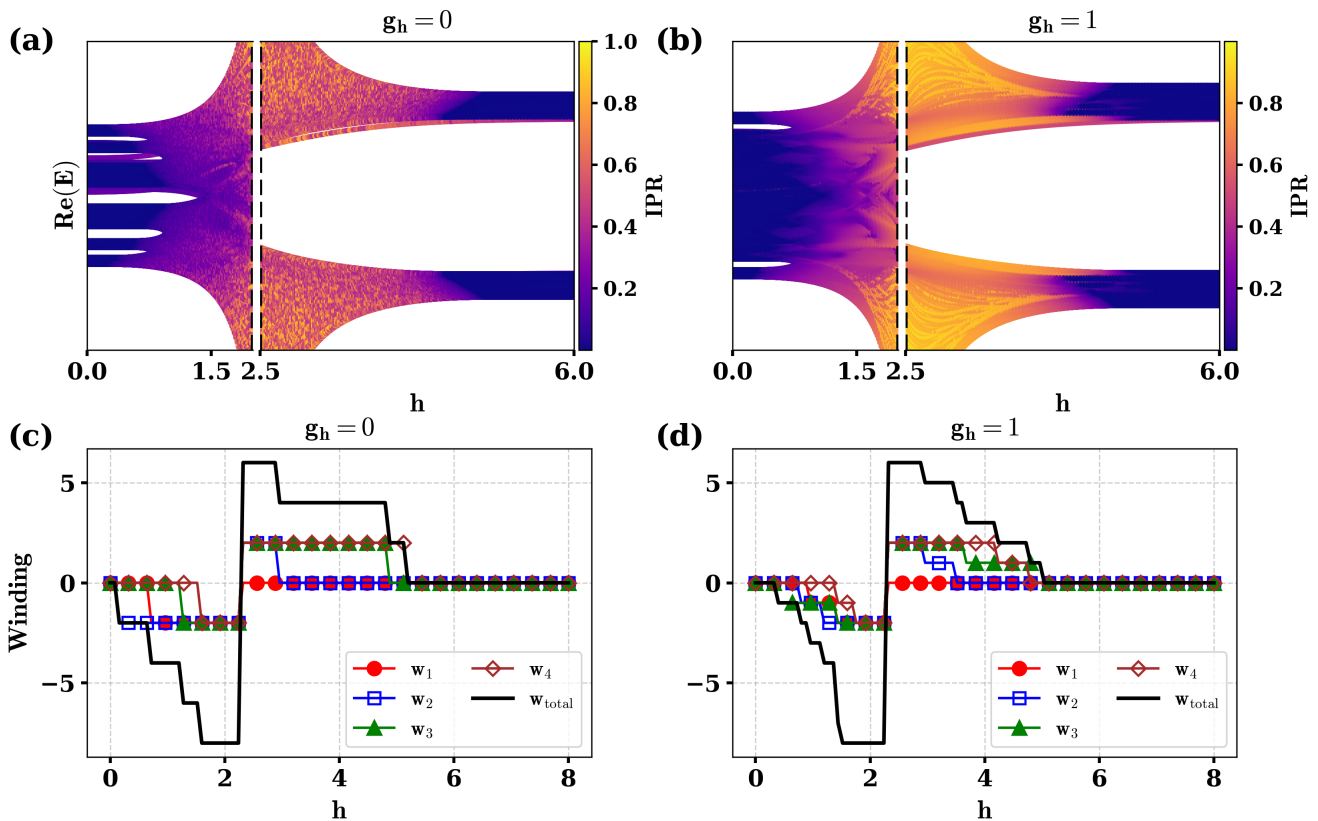 (a)
g_h = 0
Re(E)
0.0 1.5 2.5 6.0
h
1.0
0.8
0.6
0.4
0.2
IPR
(b)
g_h = 1
0.0 1.5 2.5 6.0
h
1.0
0.8
0.6
0.4
0.2
IPR
(c)
g_h = 0
Winding
5
0
−5
0 2 4 6 8
h
w_1
w_2
w_3
w_4
w_total
(d)
g_h = 1
5
0
−5
0 2 4 6 8
h
w_1
w_2
w_3
w_4
w_total